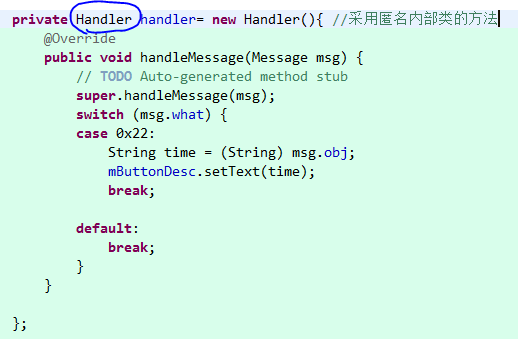 private Handler handler= new Handler(){ //采用匿名内部类的方法
@Override
public void handleMessage(Message msg) {
// TODO Auto-generated method stub
super.handleMessage(msg);
switch (msg.what) {
case 0x22:
String time = (String) msg.obj;
mButtonDesc.setText(time);
break;
default:
break;
}
}
};